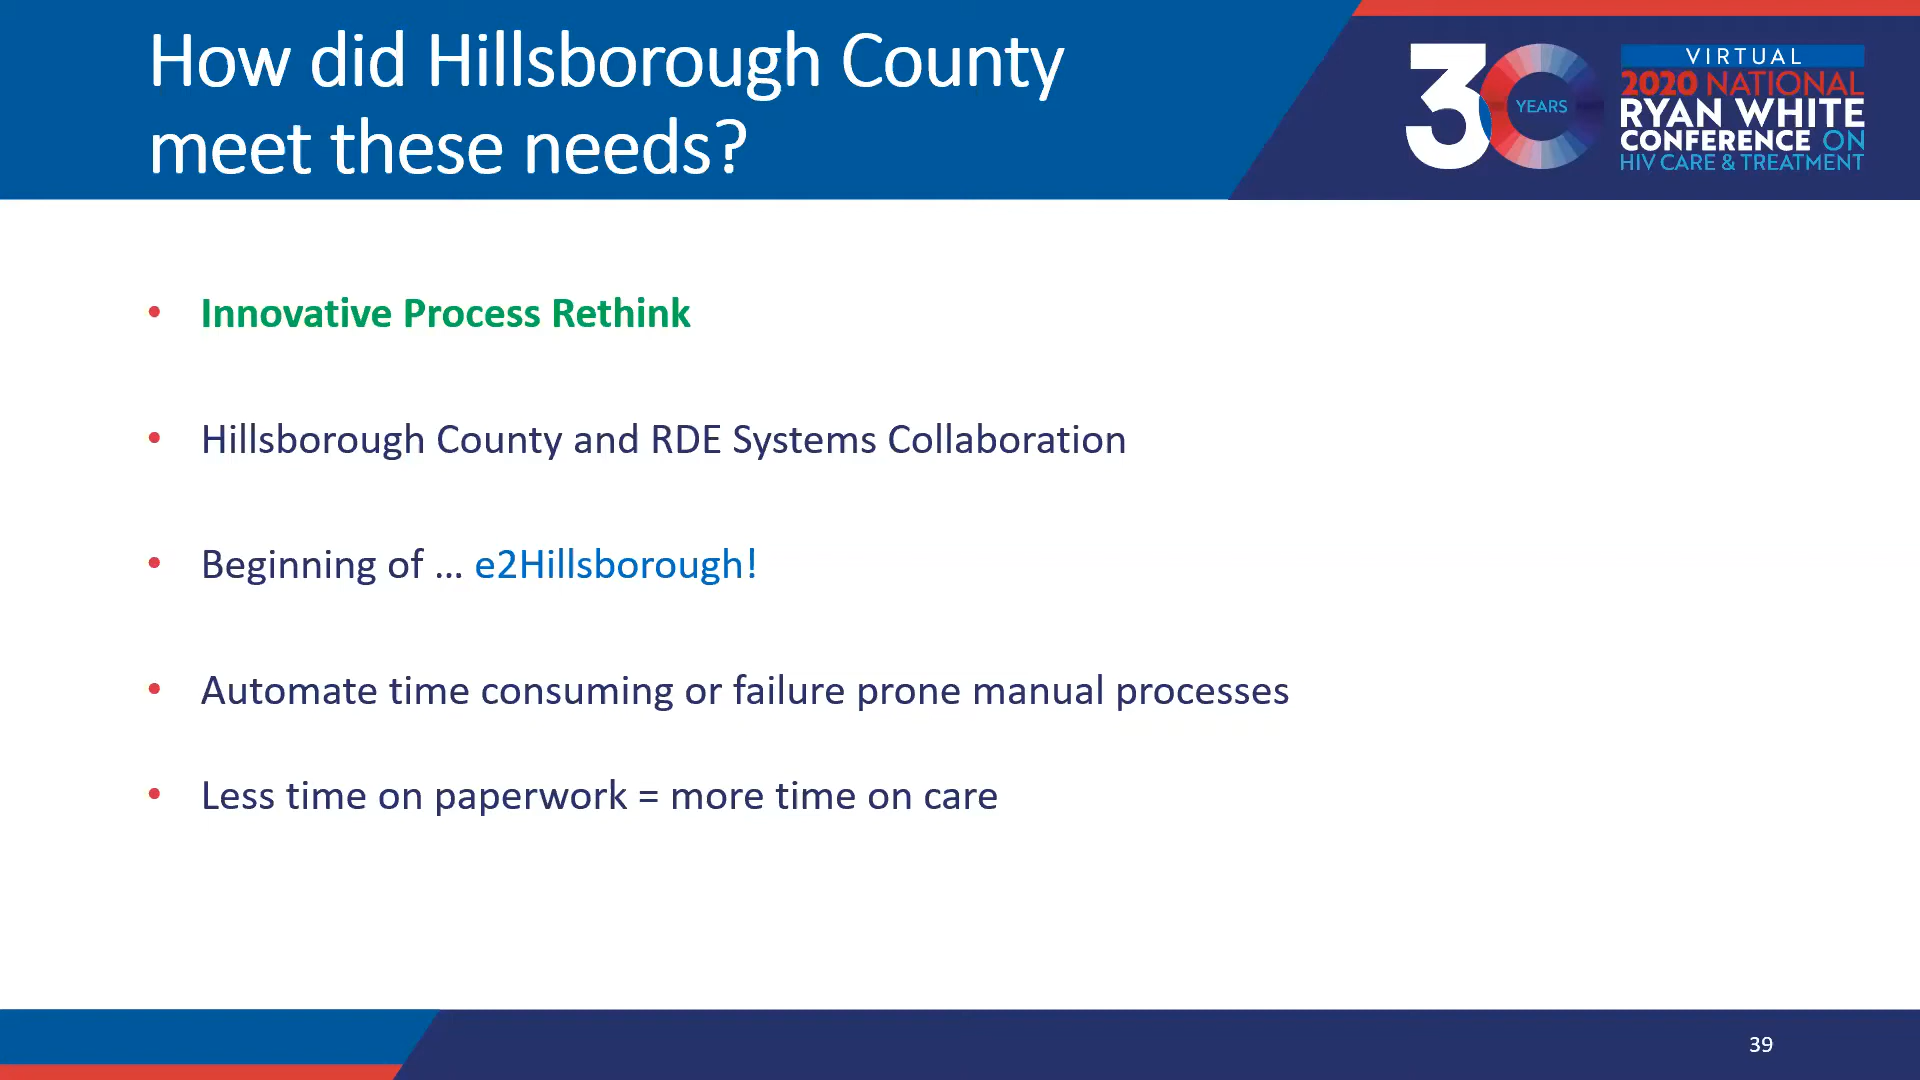 How did Hillsborough County
meet these needs?
30
YEARS
VIRTUAL
2020 NATIONAL
RYAN WHITE
CONFERENCE ON
HIV CARE & TREATMENT
• Innovative Process Rethink
• Hillsborough County and RDE Systems Collaboration
• Beginning of ... e2Hillsborough!
• Automate time consuming or failure prone manual processes
• Less time on paperwork = more time on care
39